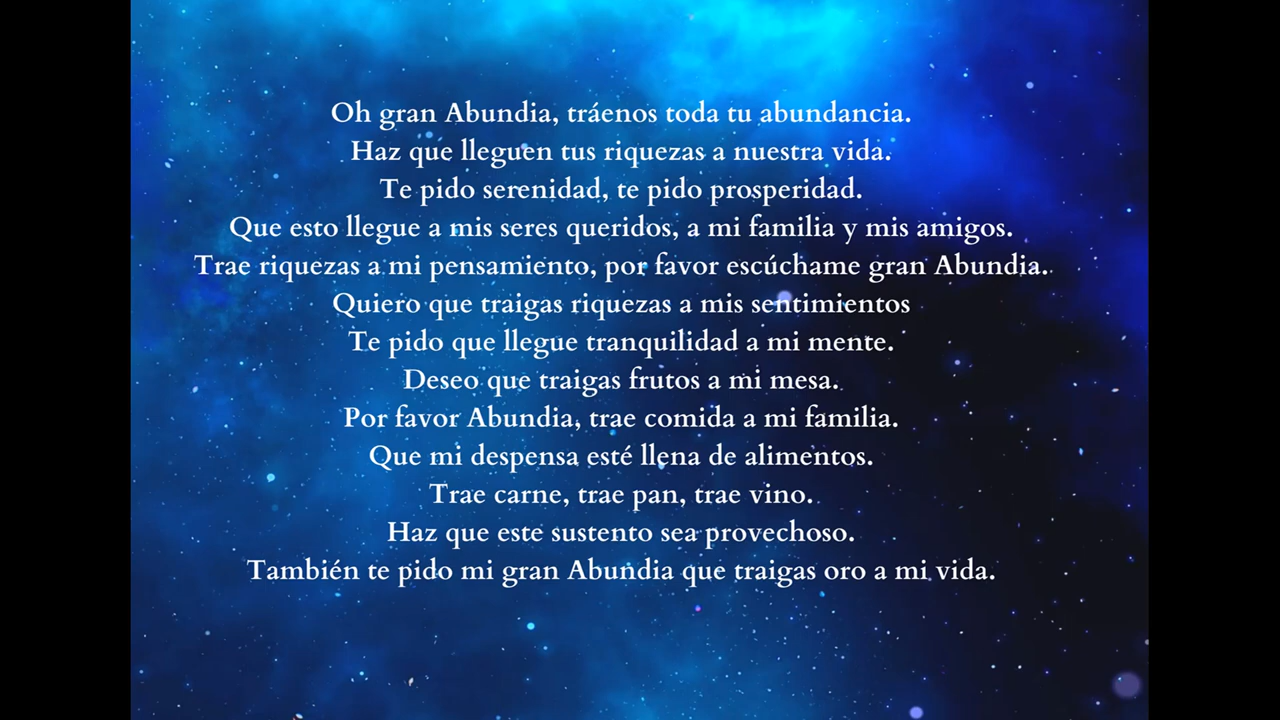 Oh gran Abundia, tráenos toda tu abundancia.
Haz que lleguen tus riquezas a nuestra vida.
Te pido serenidad, te pido prosperidad.
Que esto llegue a mis seres queridos, a mi familia y mis amigos.
Trae riquezas a mi pensamiento, por favor escúchame gran Abundia.
Quiero que traigas riquezas a mis sentimientos
Te pido que llegue tranquilidad a mi mente.
Deseo que traigas frutos a mi mesa.
Por favor Abundia, trae comida a mi familia.
Que mi despensa esté llena de alimentos.
Trae carne, trae pan, trae vino.
Haz que este sustento sea provechoso.
También te pido mi gran Abundia que traigas oro a mi vida.